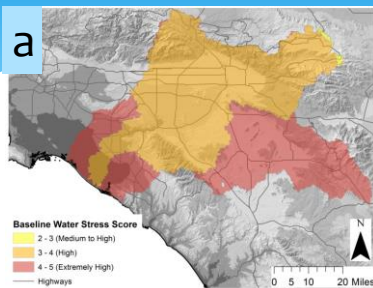 a
Baseline Water Stress Score
2 - 3 (Medium to High)
3 - 4 (High)
4 - 5 (Extremely High)
Highways
N
0 5 10 20 Miles